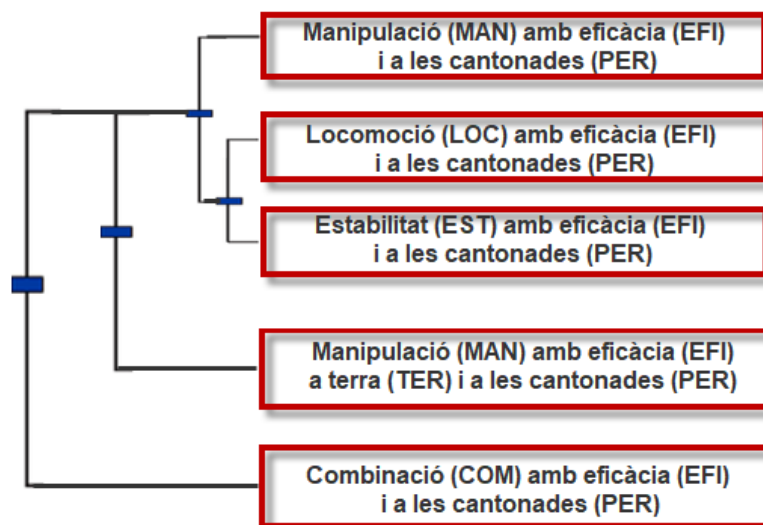 Manipulació (MAN) amb eficàcia (EFI)
i a les cantonades (PER)
Locomoció (LOC) amb eficàcia (EFI)
i a les cantonades (PER)
Estabilitat (EST) amb eficàcia (EFI)
i a les cantonades (PER)
Manipulació (MAN) amb eficàcia (EFI)
a terra (TER) i a les cantonades (PER)
Combinació (COM) amb eficàcia (EFI)
i a les cantonades (PER)